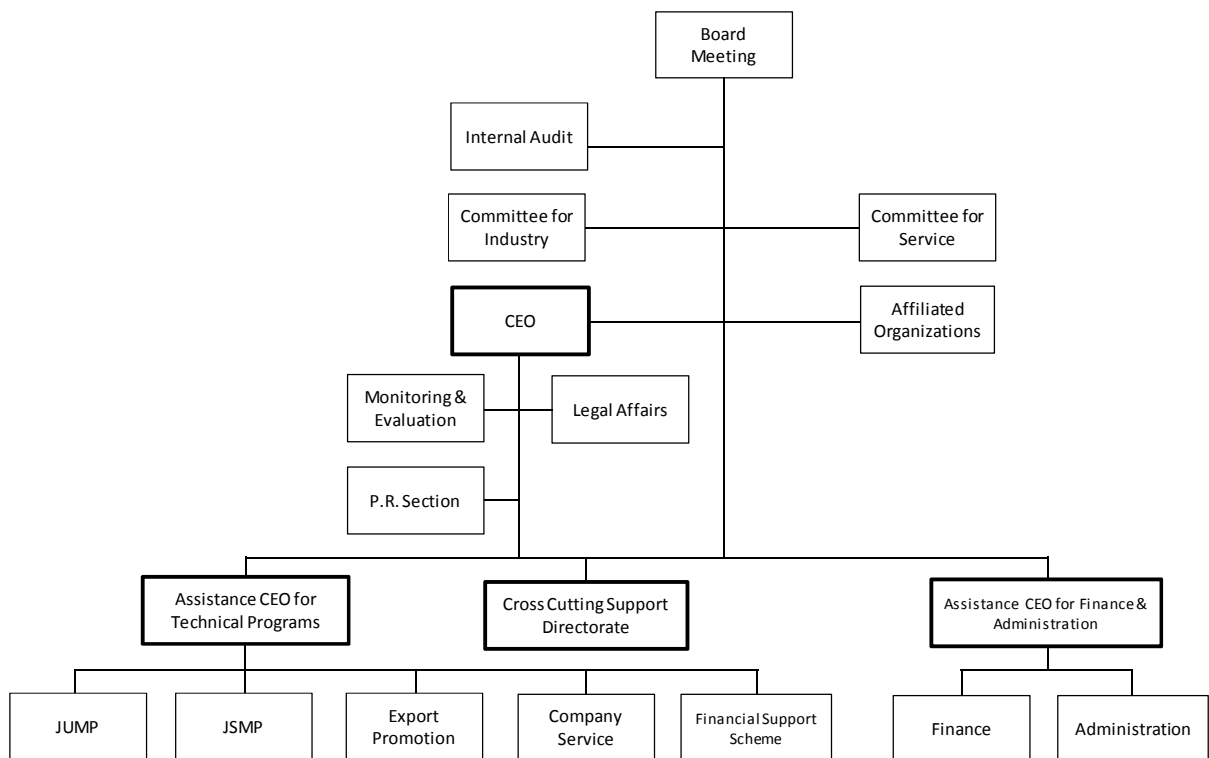 Board
Meeting
Internal Audit
Committee for
Industry
Committee for
Service
CEO
Affiliated
Organizations
Monitoring &
Evaluation
Legal Affairs
P.R. Section
Assistance CEO for
Technical Programs
Cross Cutting Support
Directorate
Assistance CEO for Finance &
Administration
JUMP
JSMP
Export
Promotion
Company
Service
Financial Support
Scheme
Finance
Administration